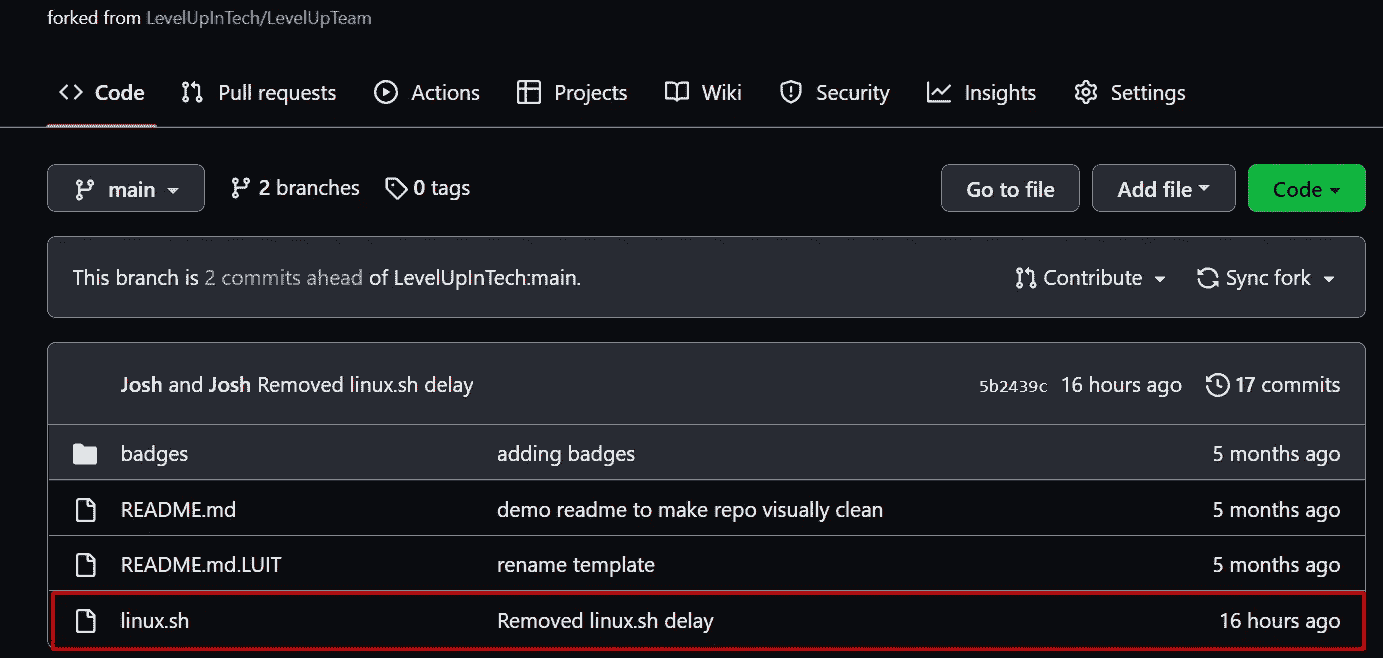 forked from LevelUpInTech/LevelUpTeam
Code Pull requests Actions Projects Wiki Security Insights Settings
main 2 branches 0 tags Go to file Add file Code
This branch is 2 commits ahead of LevelUpInTech:main. Contribute Sync fork
Josh and Josh Removed linux.sh delay 5b2439c 16 hours ago 17 commits
badges adding badges 5 months ago
README.md demo readme to make repo visually clean 5 months ago
README.md.LUIT rename template 5 months ago
linux.sh Removed linux.sh delay 16 hours ago